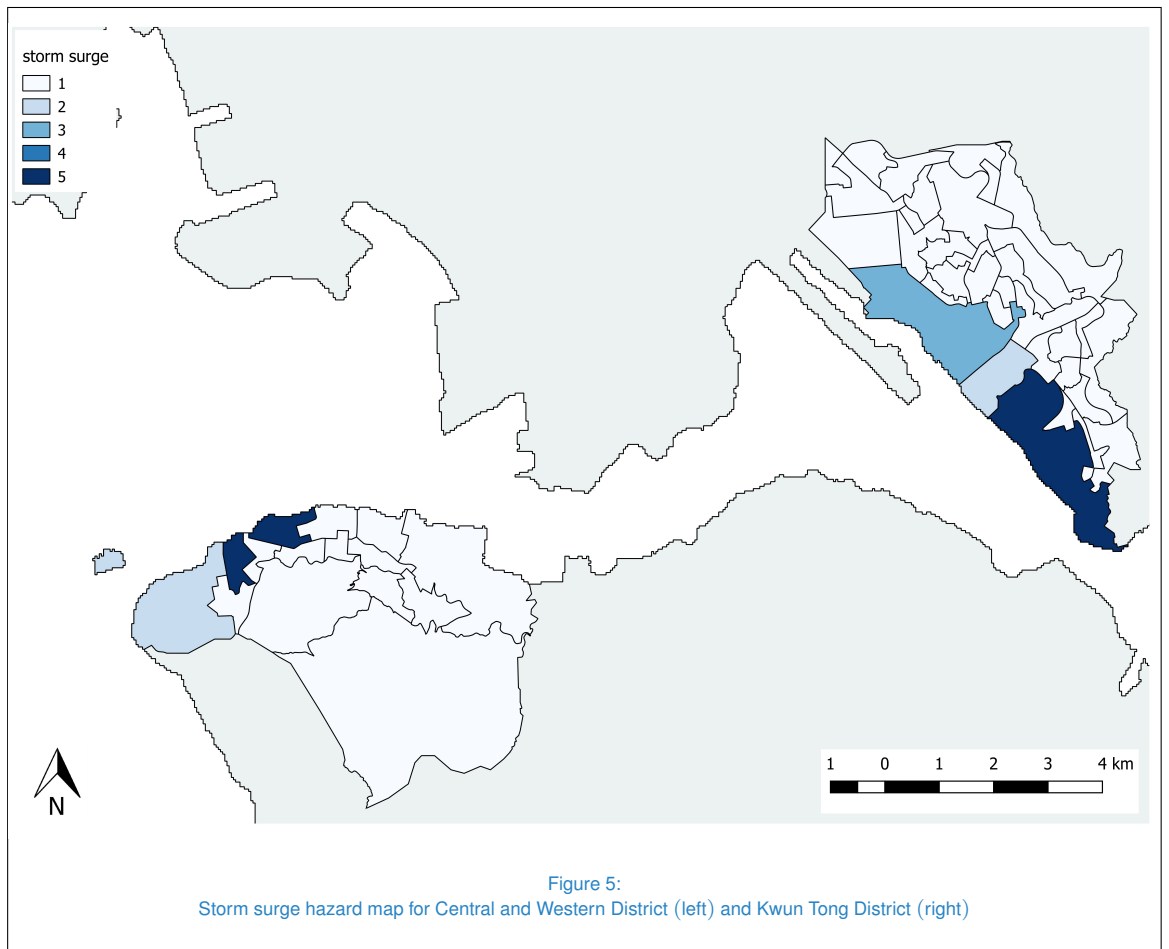 storm surge
1
2
3
4
5
N
1 0 1 2 3 4 km
Figure 5:
Storm surge hazard map for Central and Western District (left) and Kwun Tong District (right)